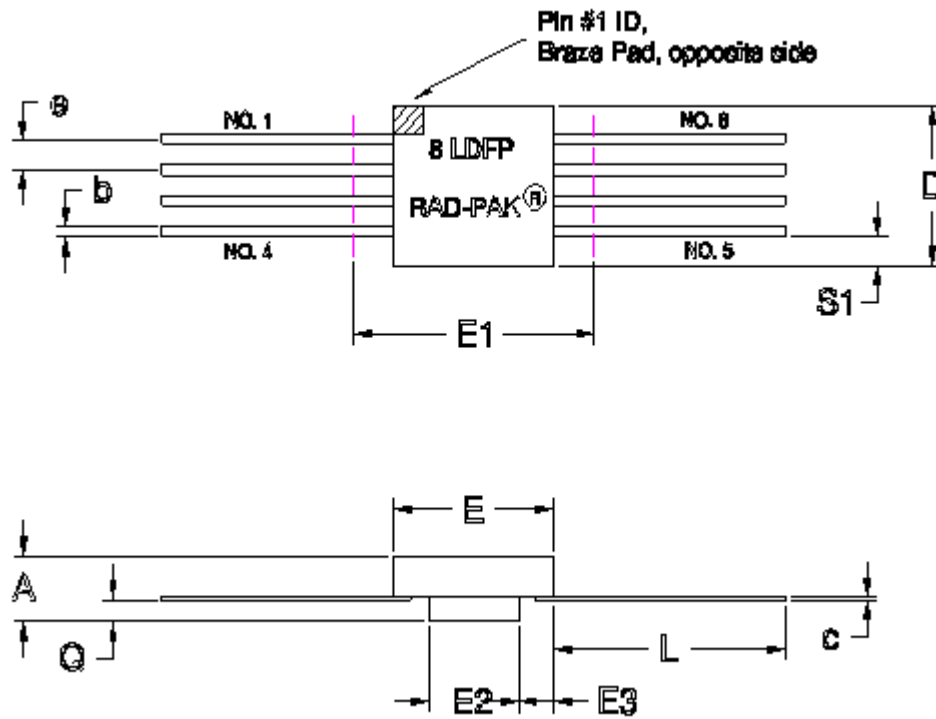 Pin #1 ID,
Braze Pad, opposite side
e
NO. 1
NO. 8
8 LDFP
D
b
RAD-PAK®
NO. 4
NO. 5
S1
E1
E
A
Q
L
c
E2
E3